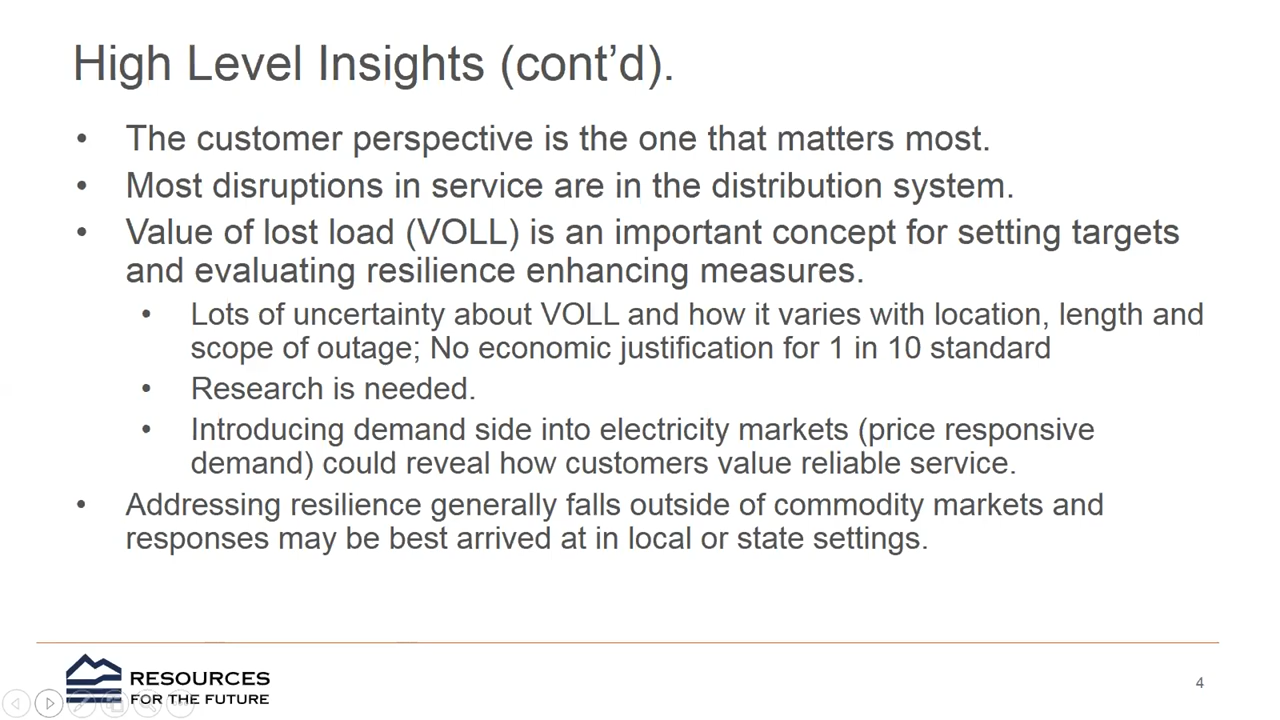 High Level Insights (cont’d).
• The customer perspective is the one that matters most.
• Most disruptions in service are in the distribution system.
• Value of lost load (VOLL) is an important concept for setting targets
and evaluating resilience enhancing measures.
• Lots of uncertainty about VOLL and how it varies with location, length and
scope of outage; No economic justification for 1 in 10 standard
• Research is needed.
• Introducing demand side into electricity markets (price responsive
demand) could reveal how customers value reliable service.
• Addressing resilience generally falls outside of commodity markets and
responses may be best arrived at in local or state settings.
RESOURCES
FOR THE FUTURE
4